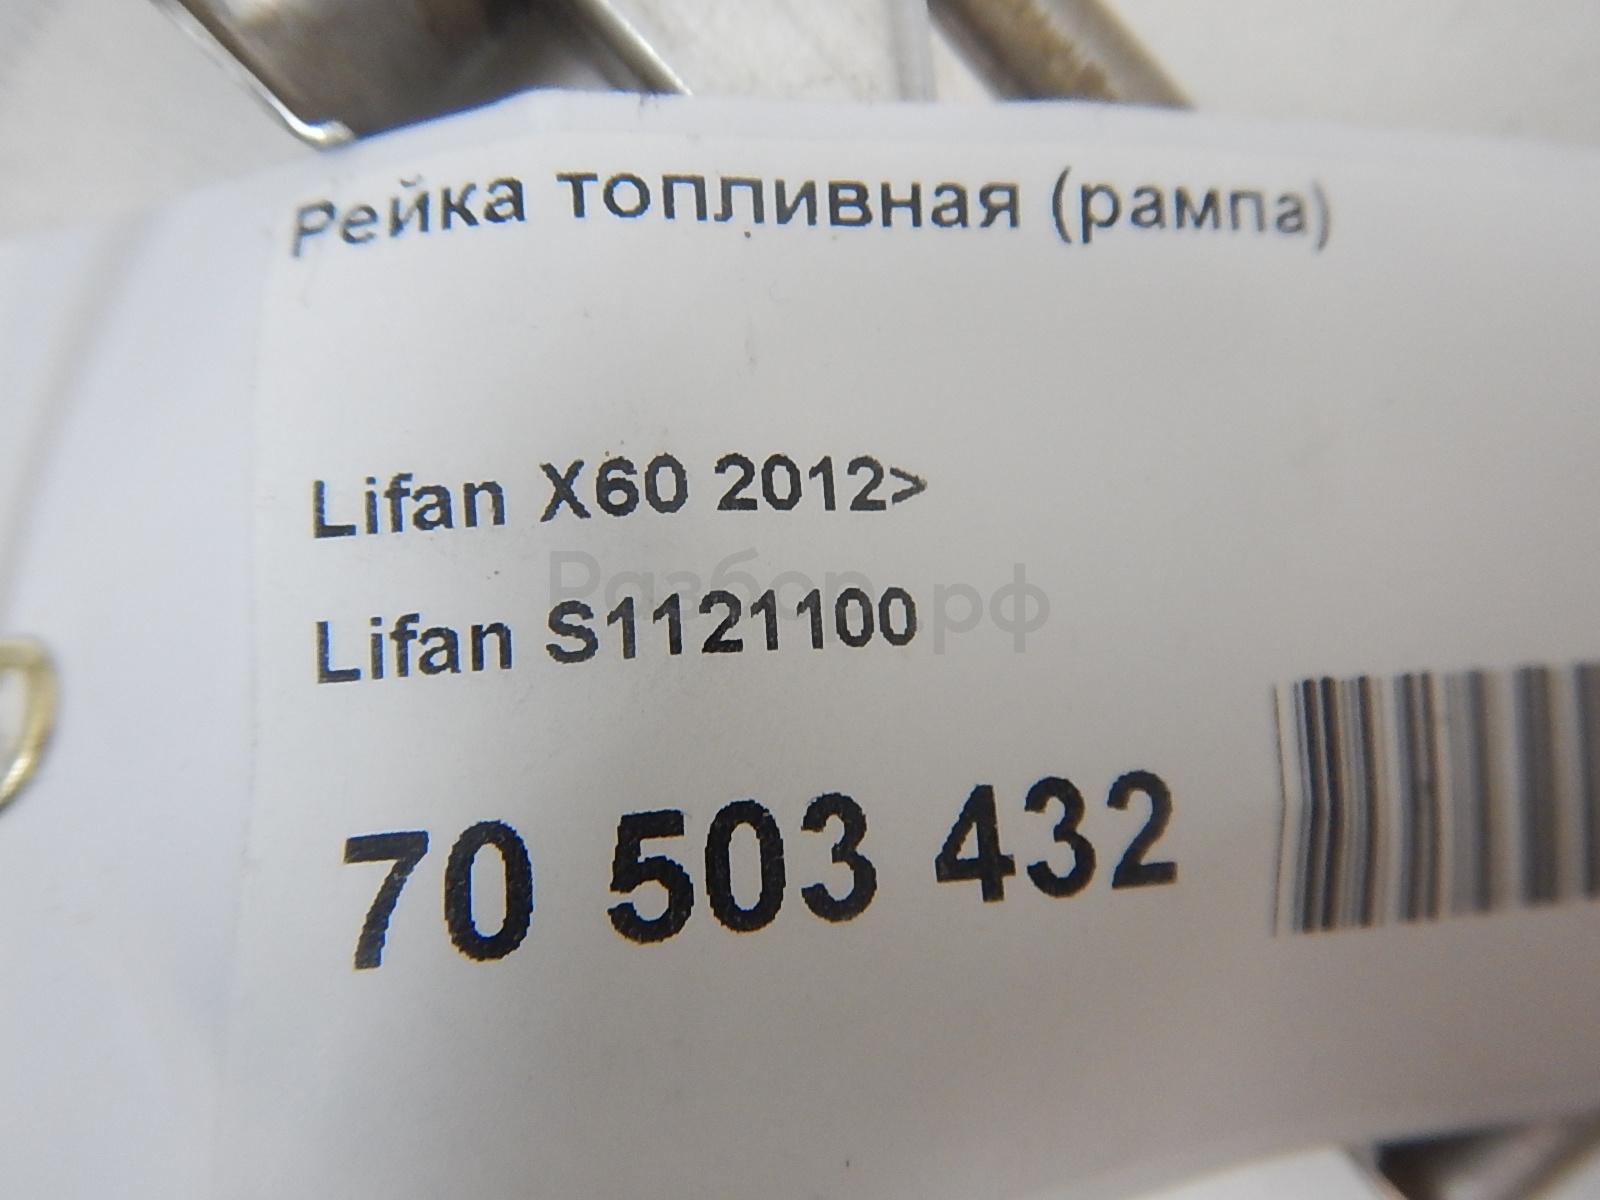 Рейка топливная (рампа)
Lifan X60 2012>
Разбор.рф
Lifan S1121100
70 503 432